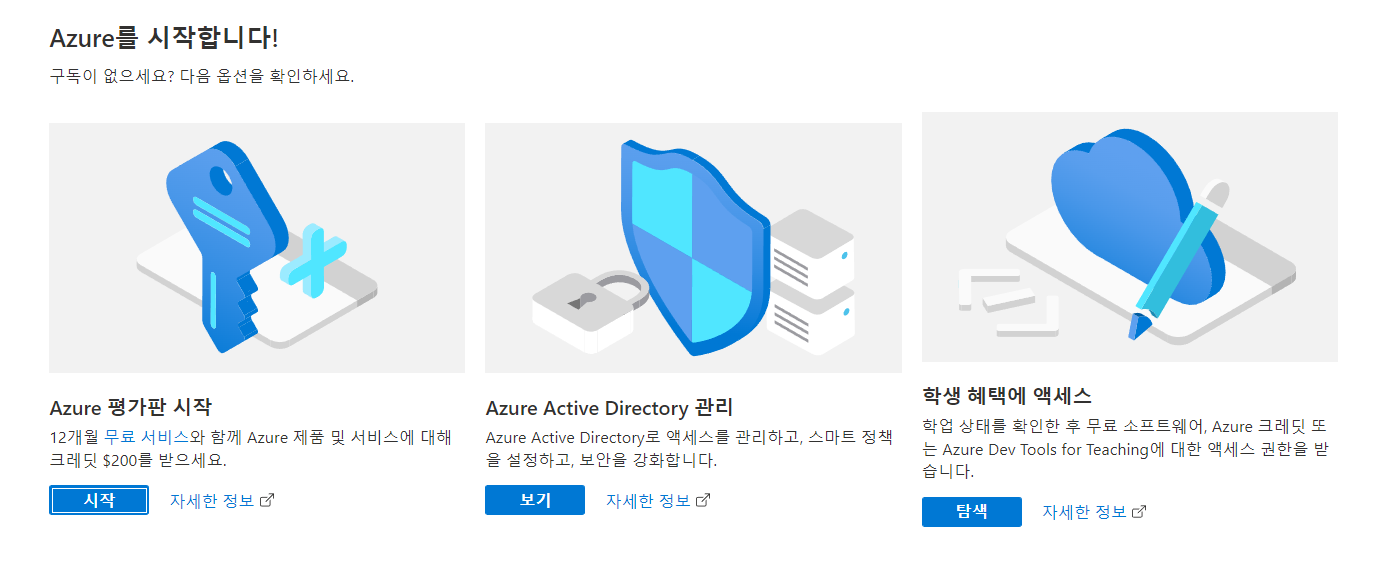 Azure를 시작합니다!
구독이 없으세요? 다음 옵션을 확인하세요.
Azure 평가판 시작
12개월 무료 서비스와 함께 Azure 제품 및 서비스에 대해
크레딧 $200를 받으세요.
시작 자세한 정보
Azure Active Directory 관리
Azure Active Directory로 액세스를 관리하고, 스마트 정책
을 설정하고, 보안을 강화합니다.
보기 자세한 정보
학생 혜택에 액세스
학업 상태를 확인한 후 무료 소프트웨어, Azure 크레딧 또
는 Azure Dev Tools for Teaching에 대한 액세스 권한을 받
습니다.
탐색 자세한 정보